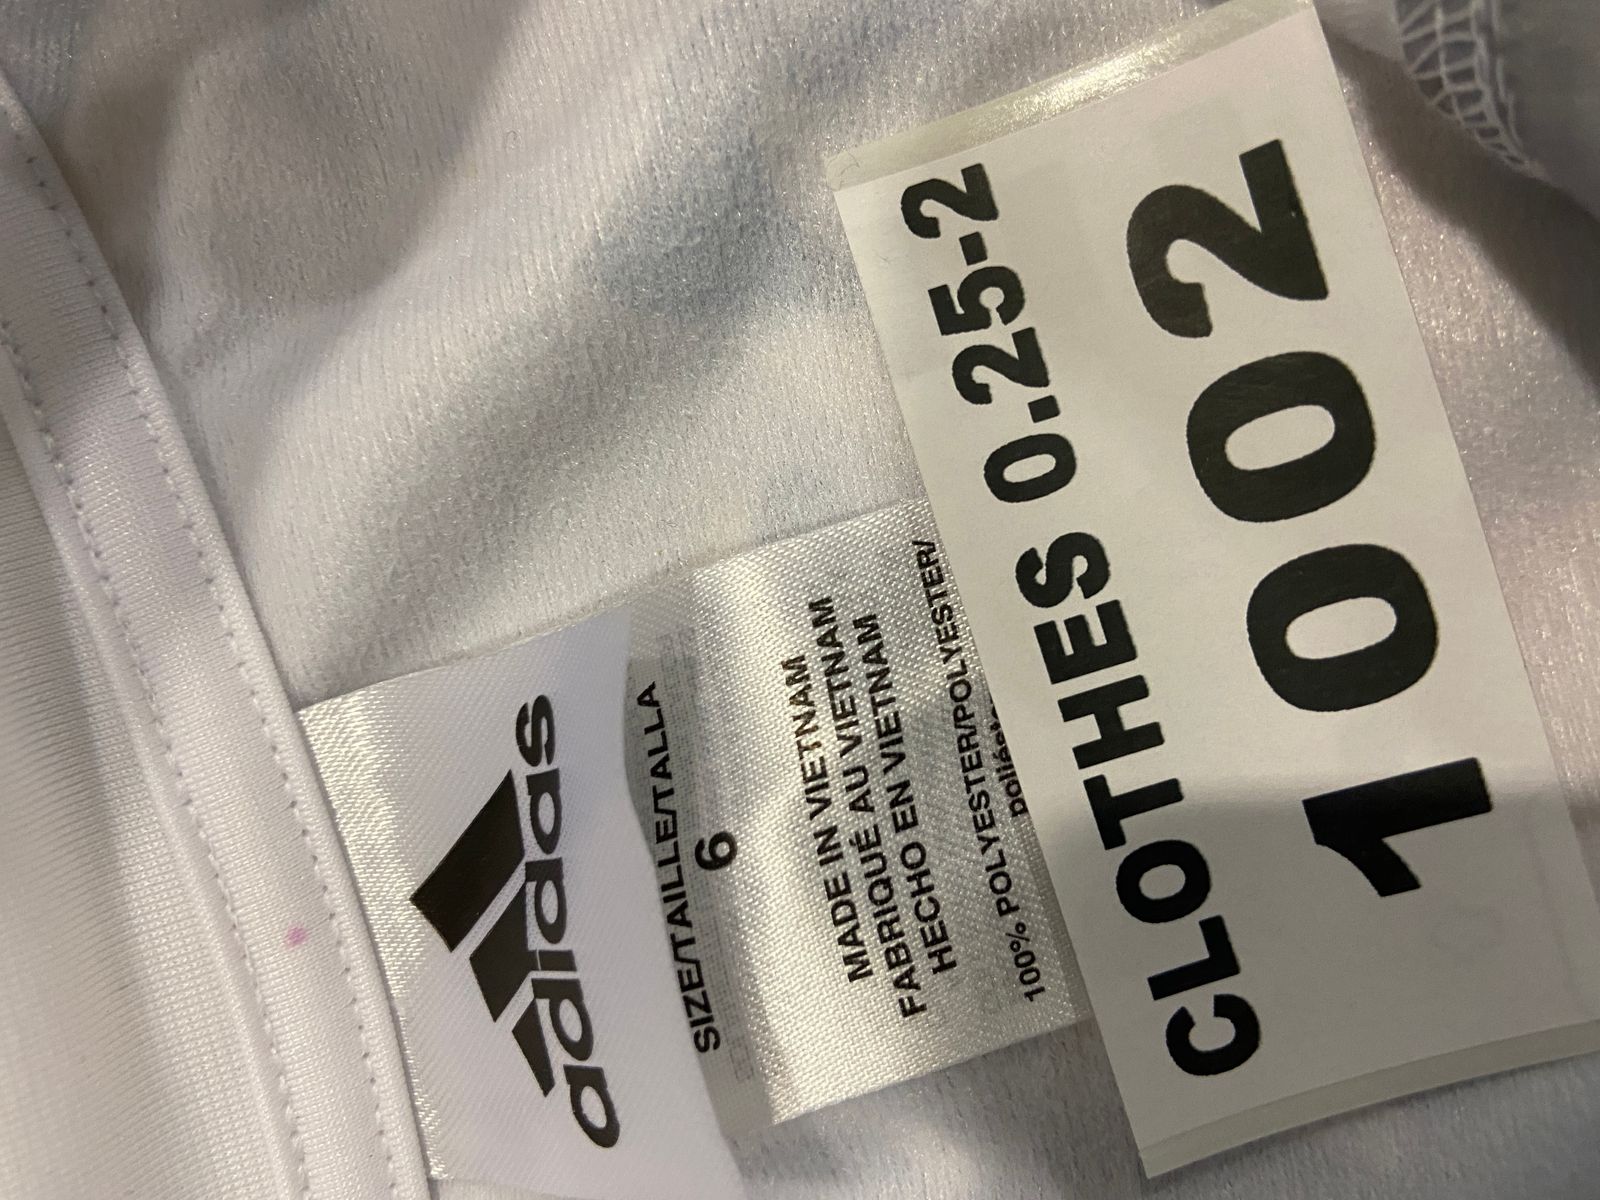 adidas
SIZE/TAILLE/TALLA
6
MADE IN VIETNAM
FABRIQUÉ AU VIETNAM
HECHO EN VIETNAM
100% POLYESTER/POLYESTER/
CLOTHES 0.25-2
1002